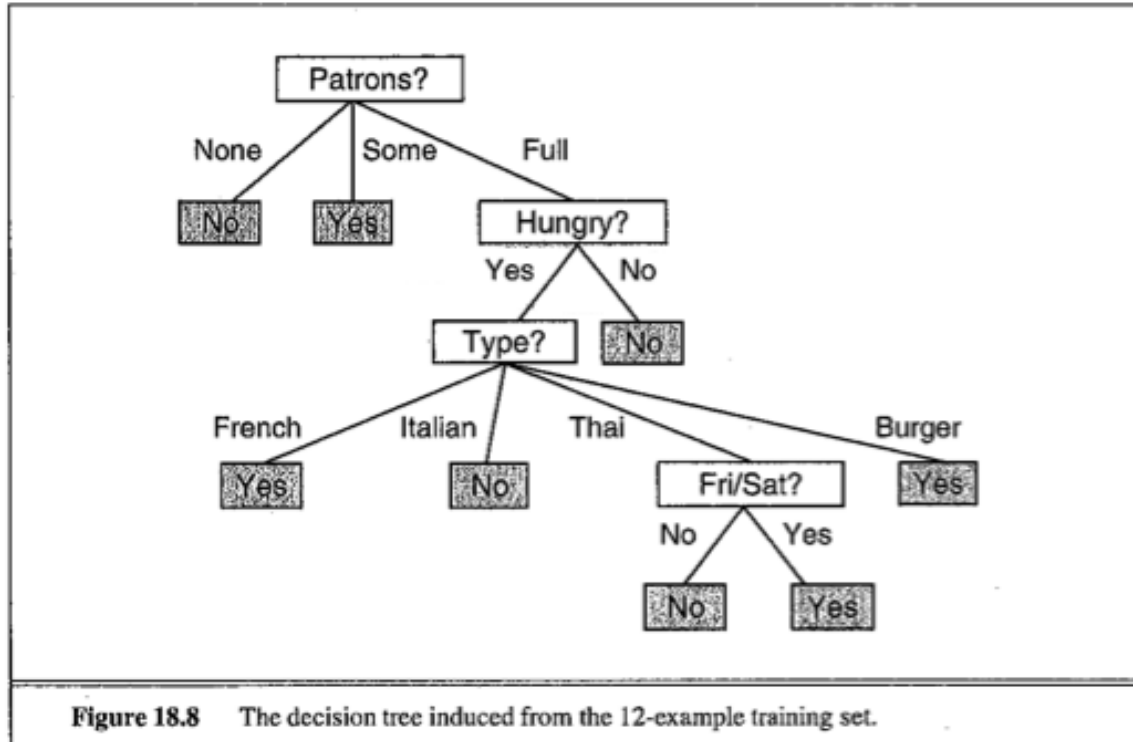 Patrons?
None Some Full
No Yes Hungry?
Yes No
Type? No
French Italian Thai Burger
Yes No Fri/Sat? Yes
No Yes
No Yes
Figure 18.8 The decision tree induced from the 12-example training set.